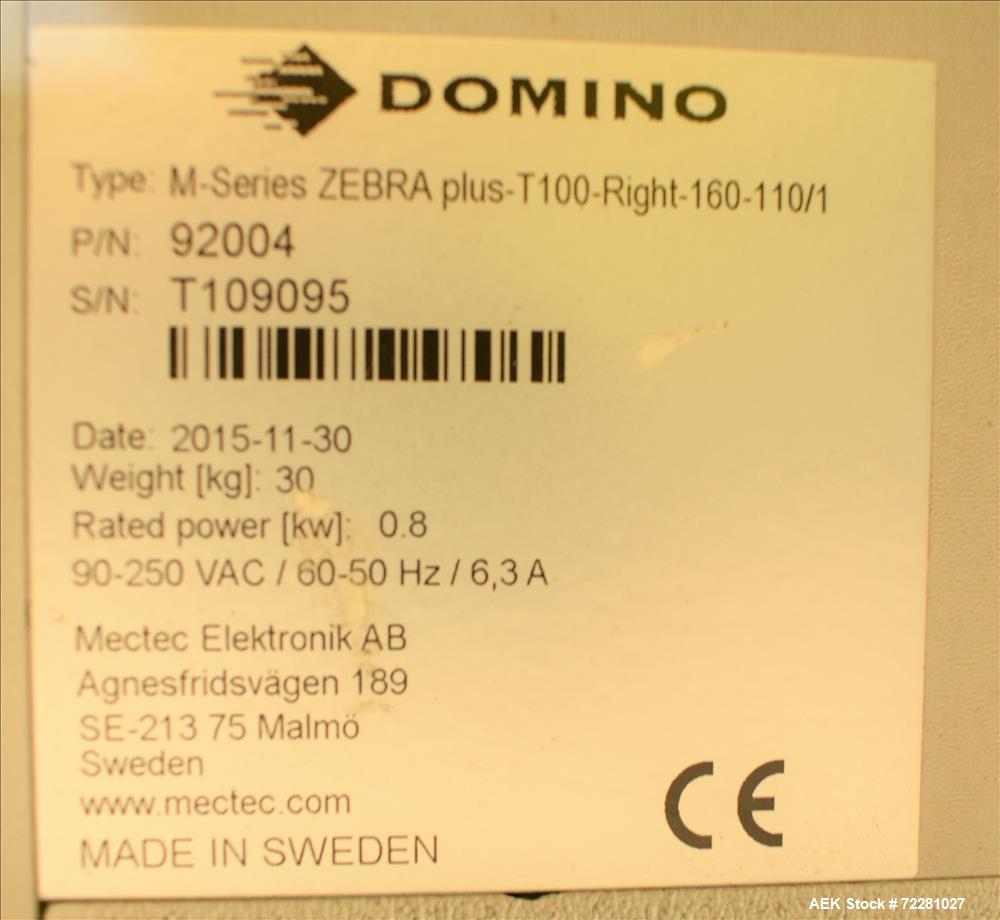 DOMINO
Type: M-Series ZEBRA plus-T100-Right-160-110/1
P/N: 92004
S/N: T109095
Date: 2015-11-30
Weight [kg]: 30
Rated power [kw]: 0.8
90-250 VAC / 60-50 Hz / 6,3 A
Mectec Elektronik AB
Agnesfridsvägen 189
SE-213 75 Malmö
Sweden
www.mectec.com
CE
MADE IN SWEDEN
AEK Stock # 72281027